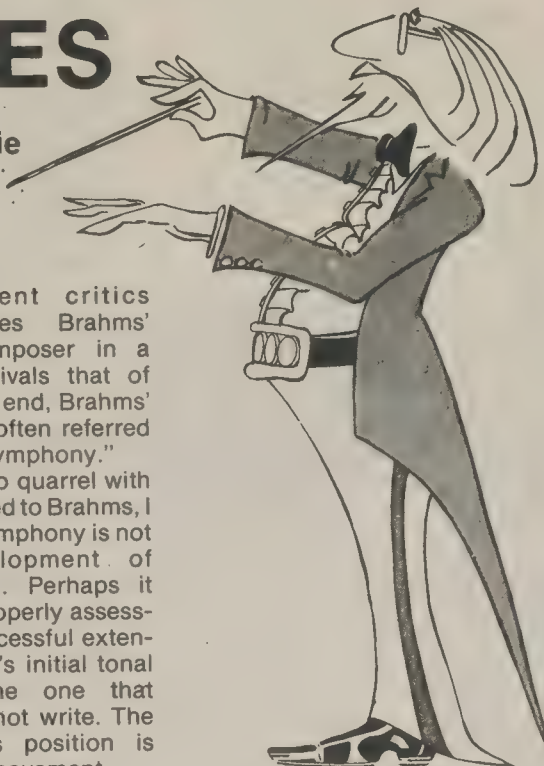 ES
ie
ent critics
es Brahms'
mposer in a
ivals that of
end, Brahms'
often referred
ymphony."
o quarrel with
ed to Brahms, I
mphony is not
lopment of
. Perhaps it
operly assess-
ccessful exten-
's initial tonal
ne one that
not write. The
s position is